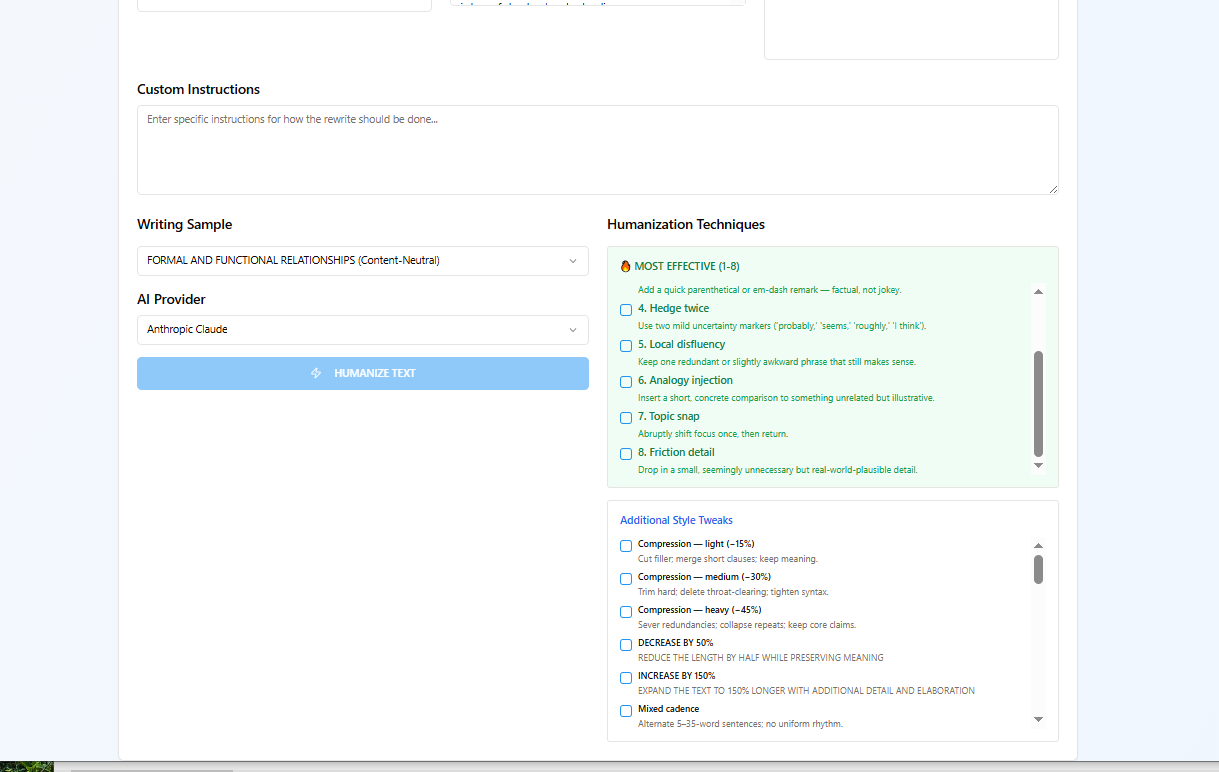 Custom Instructions
Enter specific instructions for how the rewrite should be done...
Writing Sample
FORMAL AND FUNCTIONAL RELATIONSHIPS (Content-Neutral)
AI Provider
Anthropic Claude
HUMANIZE TEXT
Humanization Techniques
🔥 MOST EFFECTIVE (1-8)
Add a quick parenthetical or em-dash remark — factual, not jokey.
4. Hedge twice
Use two mild uncertainty markers ('probably,' 'seems,' 'roughly,' 'I think').
5. Local disfluency
Keep one redundant or slightly awkward phrase that still makes sense.
6. Analogy injection
Insert a short, concrete comparison to something unrelated but illustrative.
7. Topic snap
Abruptly shift focus once, then return.
8. Friction detail
Drop in a small, seemingly unnecessary but real-world-plausible detail.
Additional Style Tweaks
Compression — light (−15%)
Cut filler; merge short clauses; keep meaning.
Compression — medium (−30%)
Trim hard; delete throat-clearing; tighten syntax.
Compression — heavy (−45%)
Sever redundancies; collapse repeats; keep core claims.
DECREASE BY 50%
REDUCE THE LENGTH BY HALF WHILE PRESERVING MEANING
INCREASE BY 150%
EXPAND THE TEXT TO 150% LONGER WITH ADDITIONAL DETAIL AND ELABORATION
Mixed cadence
Alternate 5–35-word sentences; no uniform rhythm.